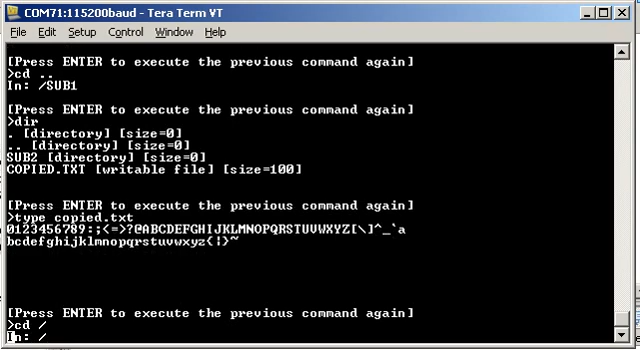 COM71:115200baud - Tera Term VT
File Edit Setup Control Window Help
[Press ENTER to execute the previous command again]
>cd ..
In: /SUB1
[Press ENTER to execute the previous command again]
>dir
. [directory] [size=0]
.. [directory] [size=0]
SUB2 [directory] [size=0]
COPIED.TXT [writable file] [size=100]
[Press ENTER to execute the previous command again]
>type copied.txt
0123456789:;<=>?@ABCDEFGHIJKLMNOPQRSTUVWXYZ[\]^_`a
bcdefghijklmnopqrstuvwxyz{|}~
[Press ENTER to execute the previous command again]
>cd /
In: /